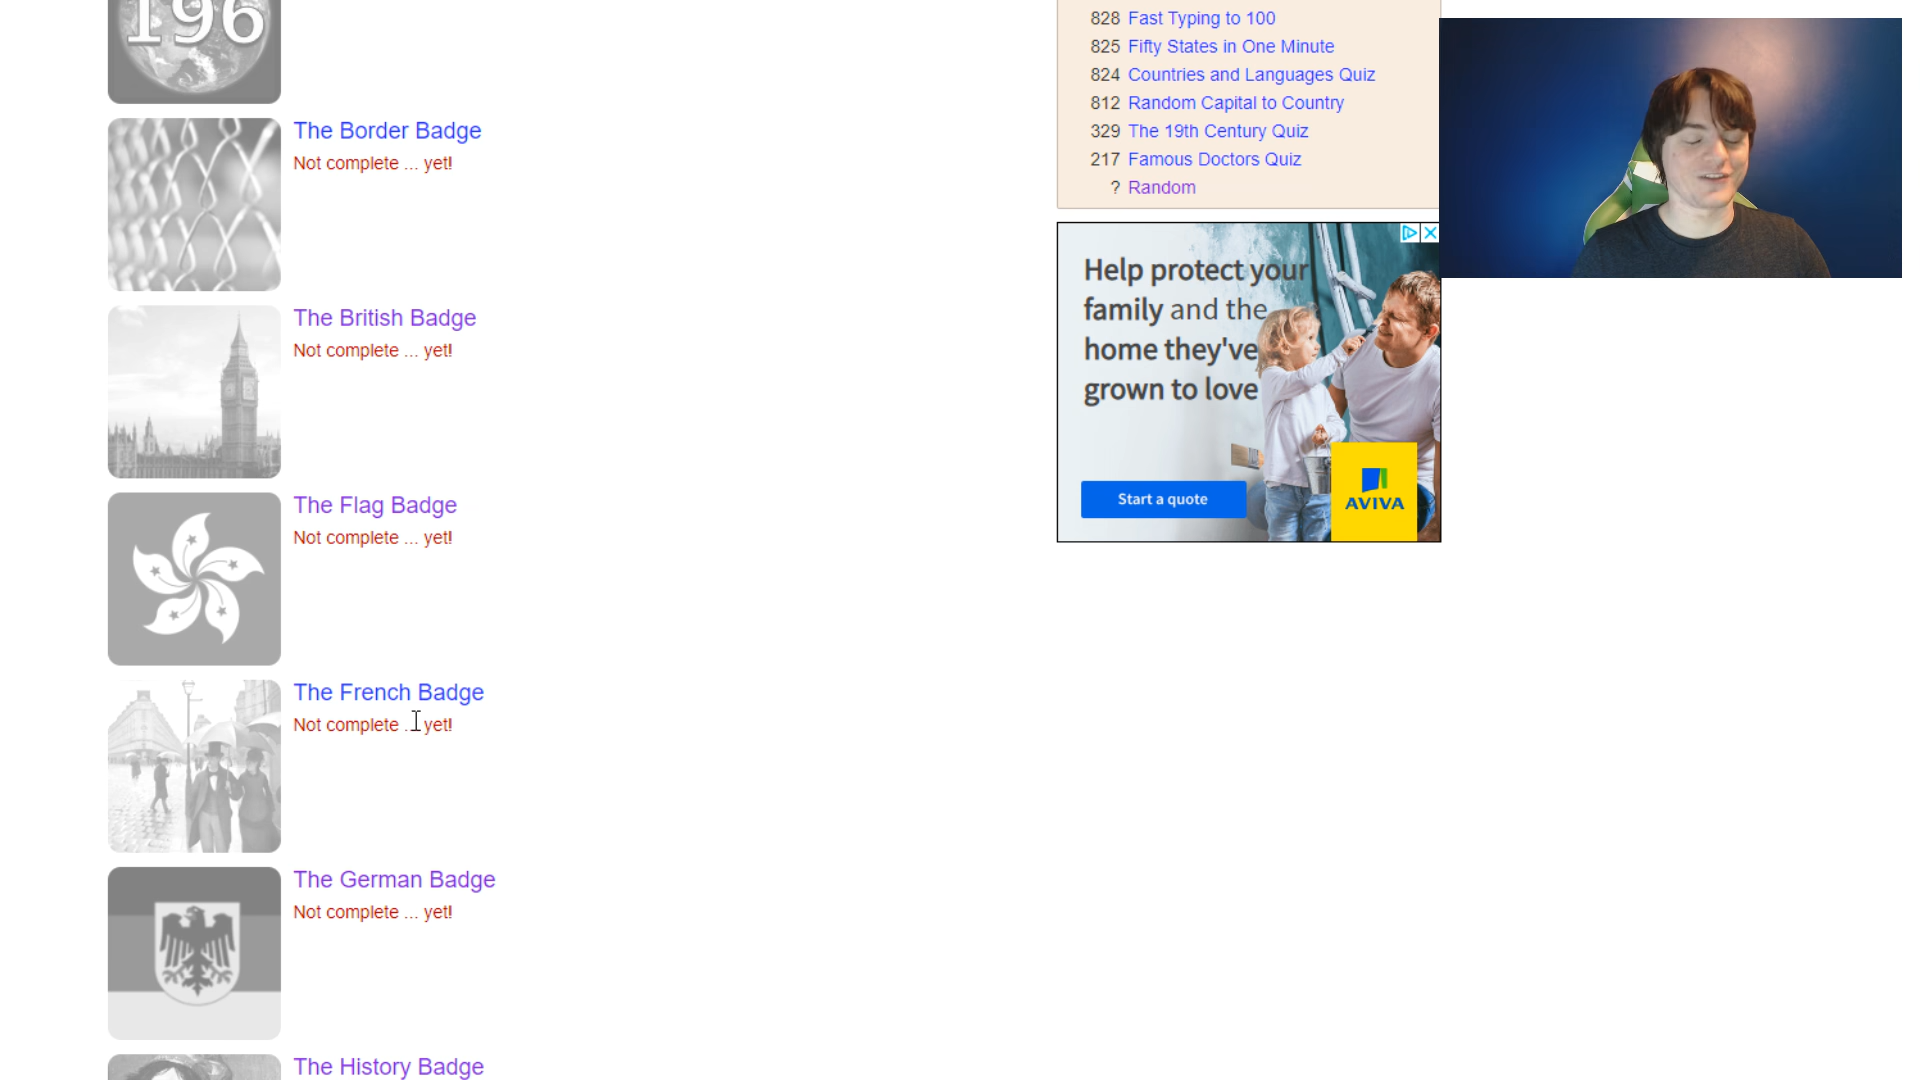 196
The Border Badge
Not complete ... yet!
The British Badge
Not complete ... yet!
The Flag Badge
Not complete ... yet!
The French Badge
Not complete ... yet!
The German Badge
Not complete ... yet!
The History Badge
828 Fast Typing to 100
825 Fifty States in One Minute
824 Countries and Languages Quiz
812 Random Capital to Country
329 The 19th Century Quiz
217 Famous Doctors Quiz
? Random
Help protect your
family and the
home they've
grown to love
Start a quote
AVIVA